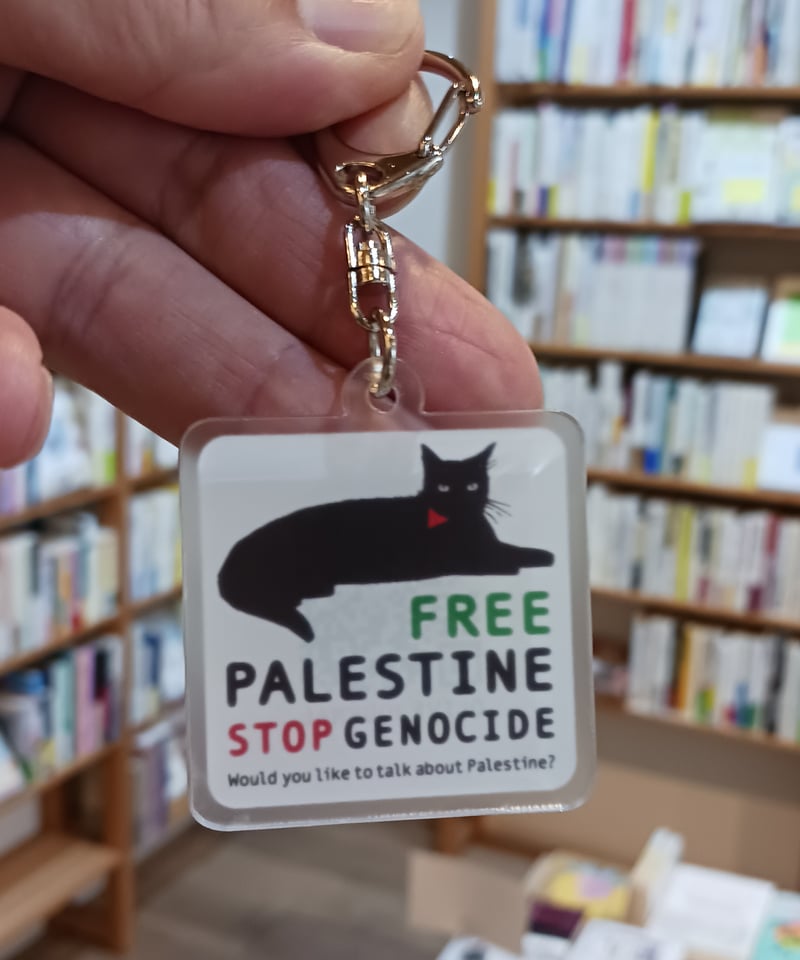 FREE
PALESTINE
STOP GENOCIDE
Would you like to talk about Palestine?